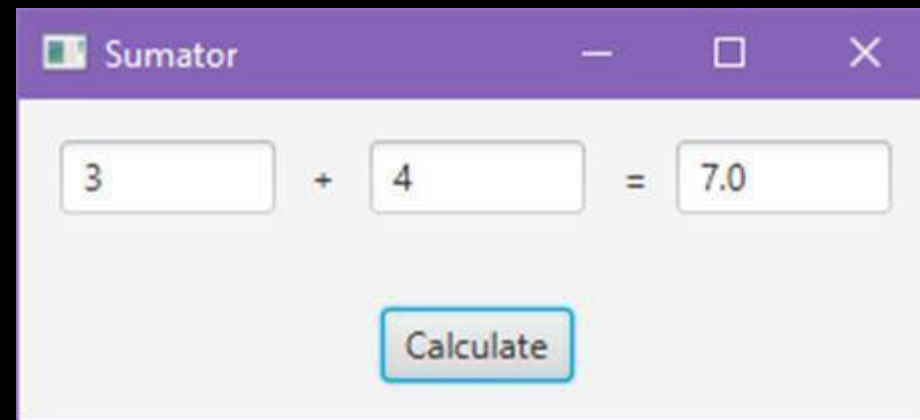 Sumator
3 + 4 = 7.0
Calculate